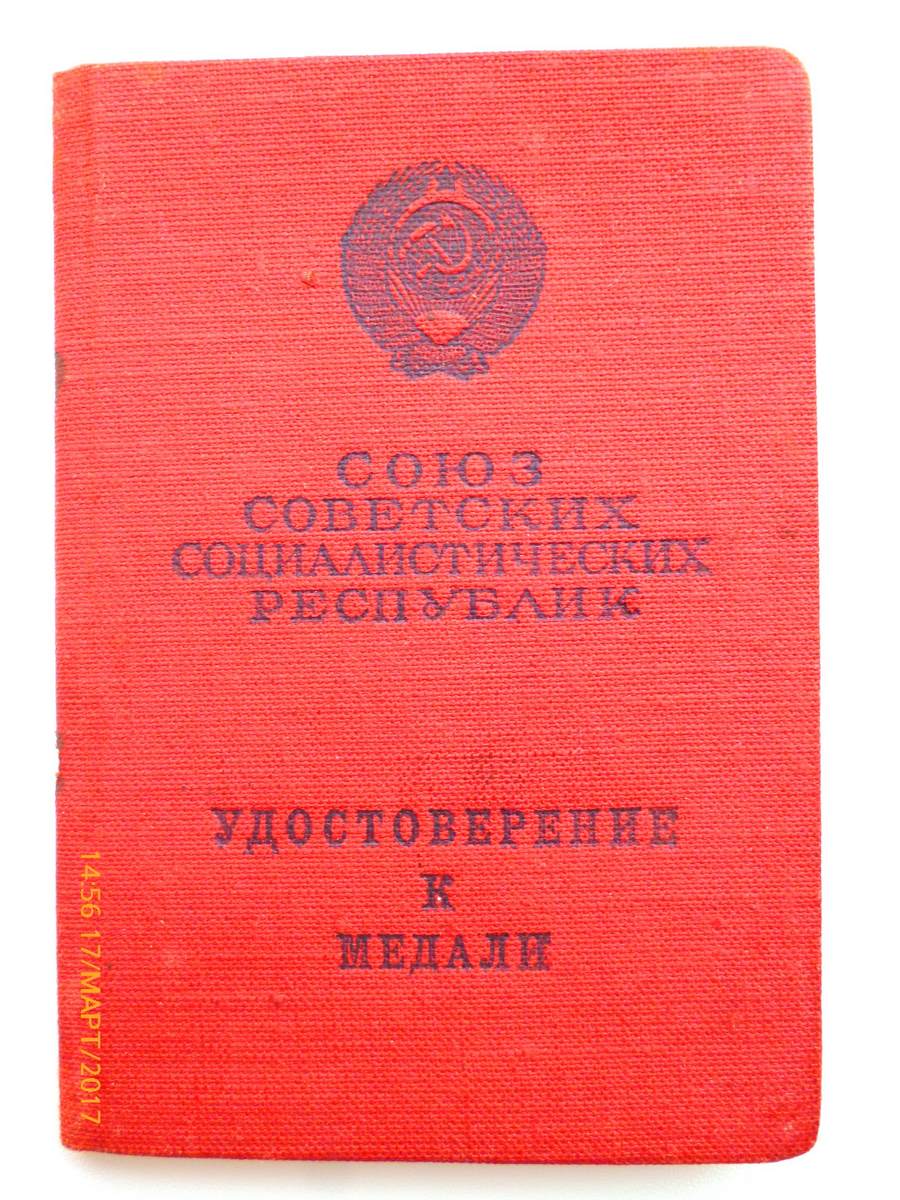 СОЮЗ
СОВЕТСКИХ
СОЦИАЛИСТИЧЕСКИХ
РЕСПУБЛИК
УДОСТОВЕРЕНИЕ
К
МЕДАЛИ
14:56 17/МАРТ/2017